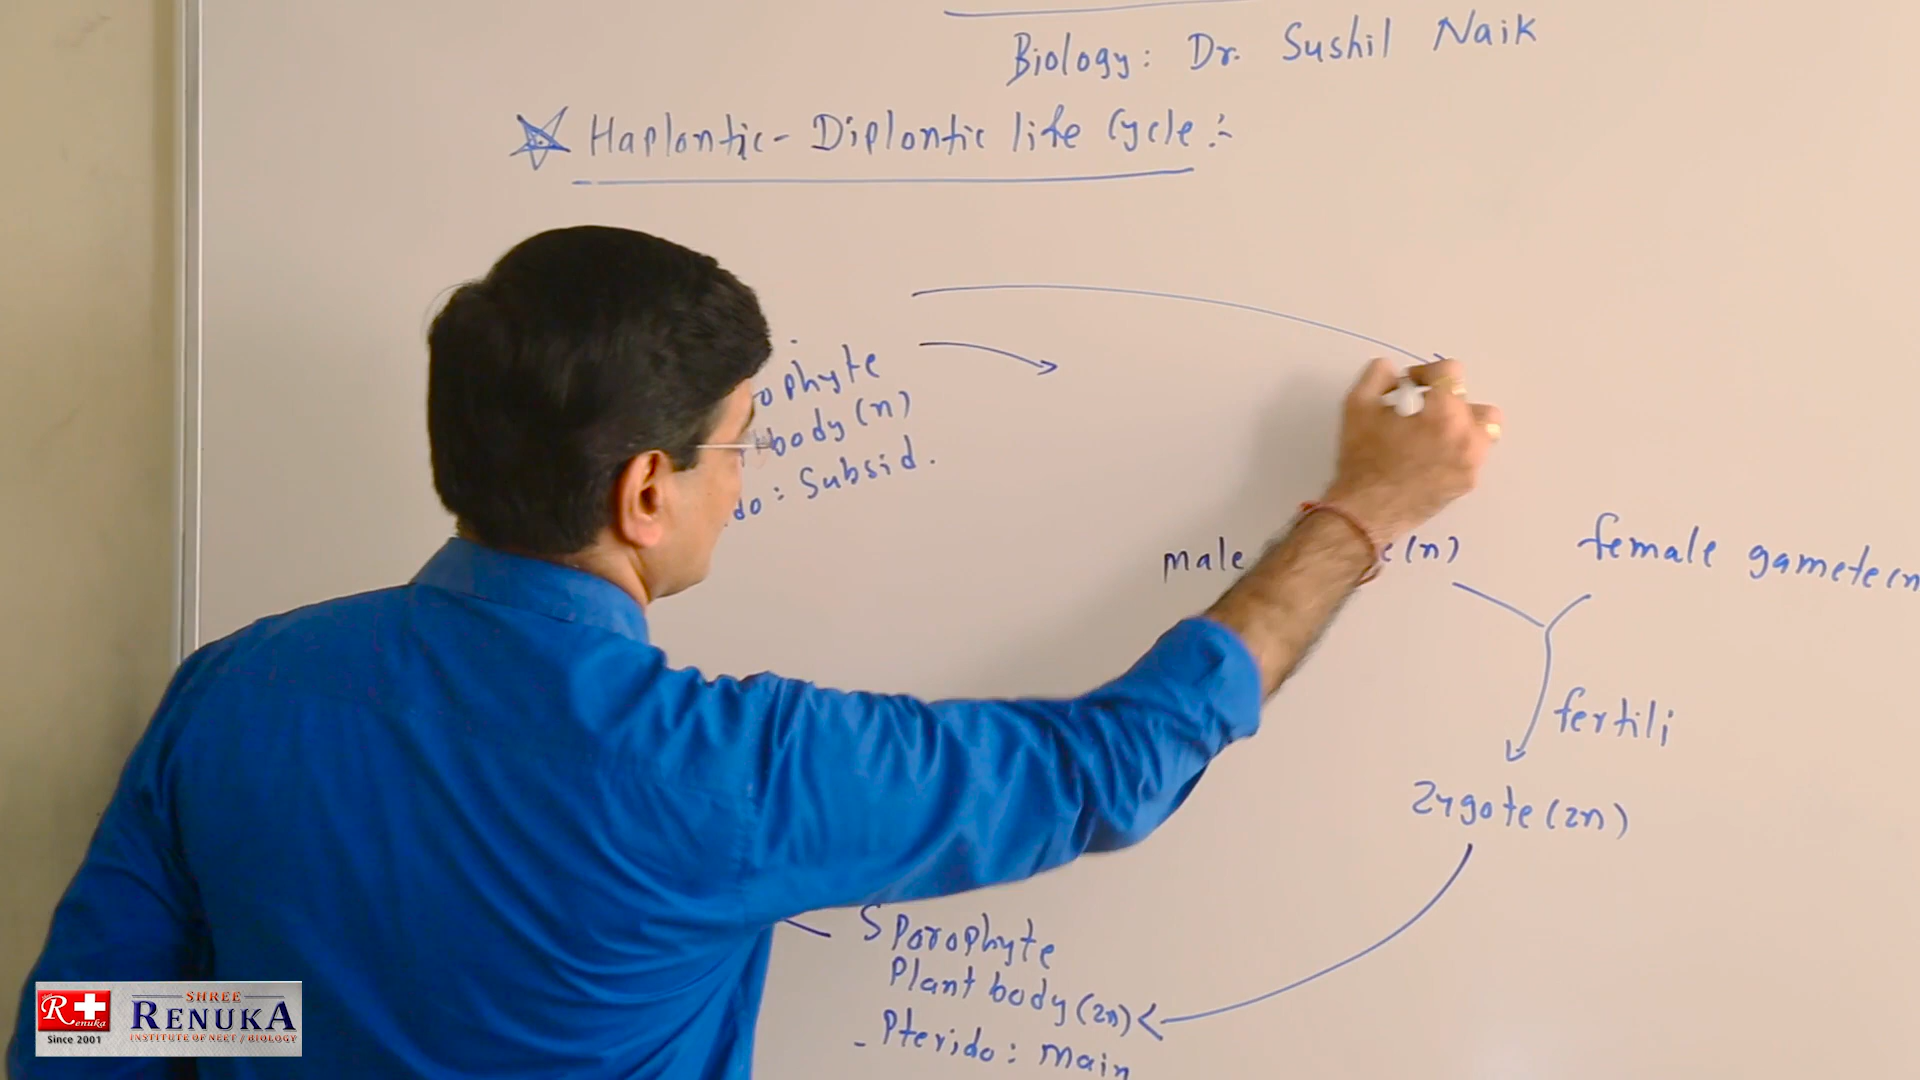 Biology: Dr. Sushil Naik
Haplontic - Diplontic life Cycle :-
ophyte
body (n)
do : Subsid.
male (n)
female gamete (n
fertili
Zygote (2n)
Sporophyte
Plant body (2n)
- Pterido : main
R
Renuka
Since 2001
SHREE
RENUKA
INSTITUTE OF NEET / BIOLOGY